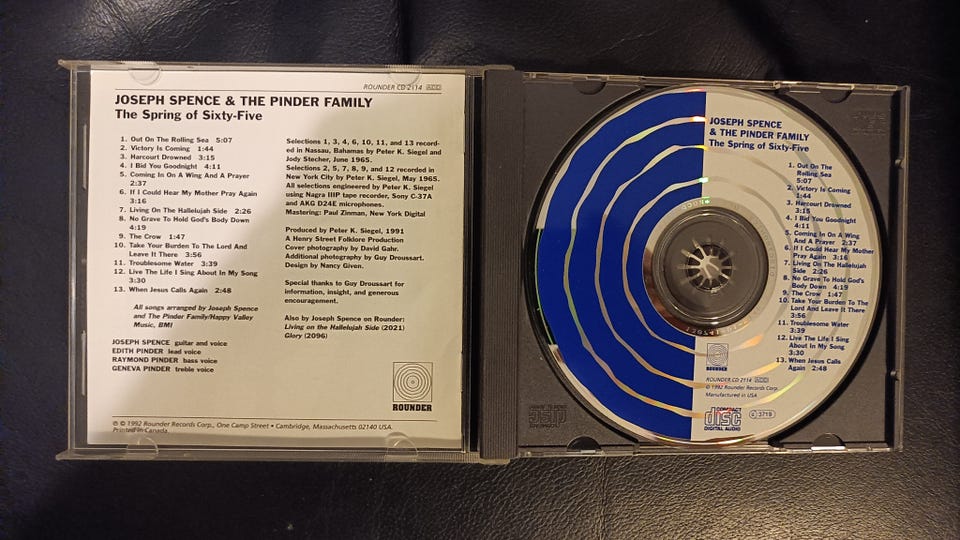 ROUNDER CD 2114 ADD
JOSEPH SPENCE & THE PINDER FAMILY
The Spring of Sixty-Five
1. Out On The Rolling Sea 5:07
2. Victory Is Coming 1:44
3. Harcourt Drowned 3:15
4. I Bid You Goodnight 4:11
5. Coming In On A Wing And A Prayer
2:37
6. If I Could Hear My Mother Pray Again
3:16
7. Living On The Hallelujah Side 2:26
8. No Grave To Hold God's Body Down
4:19
9. The Crow 1:47
10. Take Your Burden To The Lord And
Leave It There 3:56
11. Troublesome Water 3:39
12. Live The Life I Sing About In My Song
3:30
13. When Jesus Calls Again 2:48
All songs arranged by Joseph Spence
and The Pinder Family/Happy Valley
Music, BMI
JOSEPH SPENCE guitar and voice
EDITH PINDER lead voice
RAYMOND PINDER bass voice
GENEVA PINDER treble voice
Selections 1, 3, 4, 6, 10, 11, and 13 record-
ed in Nassau, Bahamas by Peter K. Siegel and
Jody Stecher, June 1965.
Selections 2, 5, 7, 8, 9, and 12 recorded in
New York City by Peter K. Siegel, May 1965.
All selections engineered by Peter K. Siegel
using Nagra IIIP tape recorder, Sony C-37A
and AKG D24E microphones.
Mastering: Paul Zinman, New York Digital
Produced by Peter K. Siegel, 1991
A Henry Street Folklore Production
Cover photography by David Gahr.
Additional photography by Guy Droussart.
Design by Nancy Given.
Special thanks to Guy Droussart for
information, insight, and generous
encouragement.
Also by Joseph Spence on Rounder:
Living on the Hallelujah Side (2021)
Glory (2096)
ROUNDER
℗ © 1992 Rounder Records Corp., One Camp Street • Cambridge, Massachusetts 02140 USA.
Printed in Canada.
JOSEPH SPENCE
& THE PINDER FAMILY
The Spring of Sixty-Five
1. Out On The
Rolling Sea
5:07
2. Victory Is Coming
1:44
3. Harcourt Drowned
3:15
4. I Bid You Goodnight
4:11
5. Coming In On A Wing
And A Prayer 2:37
6. If I Could Hear My Mother
Pray Again 3:16
7. Living On The Hallelujah
Side 2:26
8. No Grave To Hold God's
Body Down 4:19
9. The Crow 1:47
10. Take Your Burden To The
Lord And Leave It There
3:56
11. Troublesome Water
3:39
12. Live The Life I Sing
About In My Song
3:30
13. When Jesus Calls
Again 2:48
ROUNDER
ROUNDER CD 2114 ADD
℗ © 1992 Rounder Records Corp.
Manufactured in USA
COMPACT
disc
DIGITAL AUDIO
3719